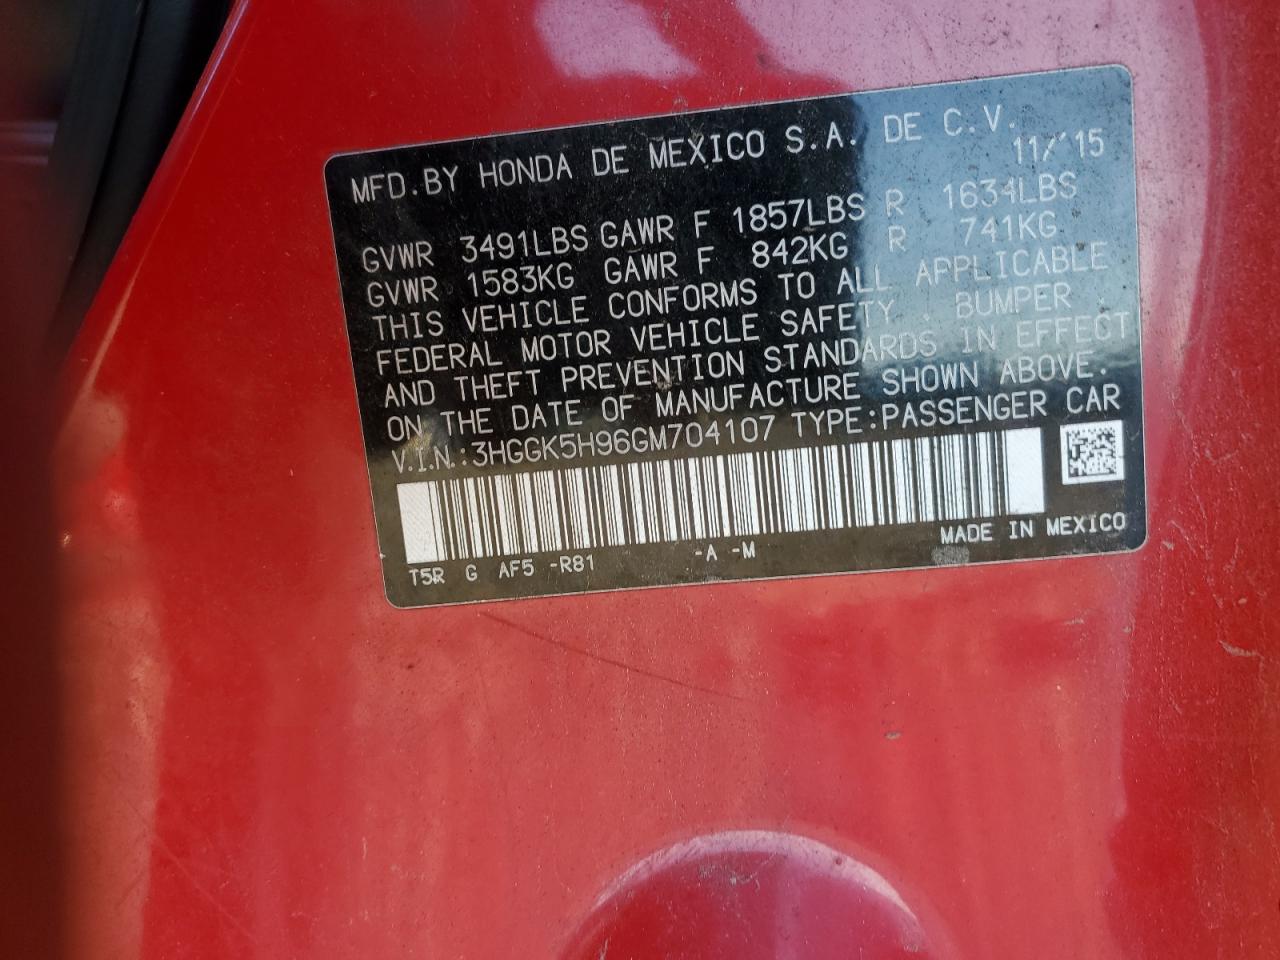 MFD.BY HONDA DE MEXICO S.A. DE C.V.
11/'15
GVWR 3491LBS GAWR F 1857LBS R 1634LBS
GVWR 1583KG GAWR F 842KG R 741KG
THIS VEHICLE CONFORMS TO ALL APPLICABLE
FEDERAL MOTOR VEHICLE SAFETY, BUMPER
AND THEFT PREVENTION STANDARDS IN EFFECT
ON THE DATE OF MANUFACTURE SHOWN ABOVE.
V.I.N.:3HGGK5H96GM704107 TYPE:PASSENGER CAR
MADE IN MEXICO
T5R G AF5 -R81 -A -M